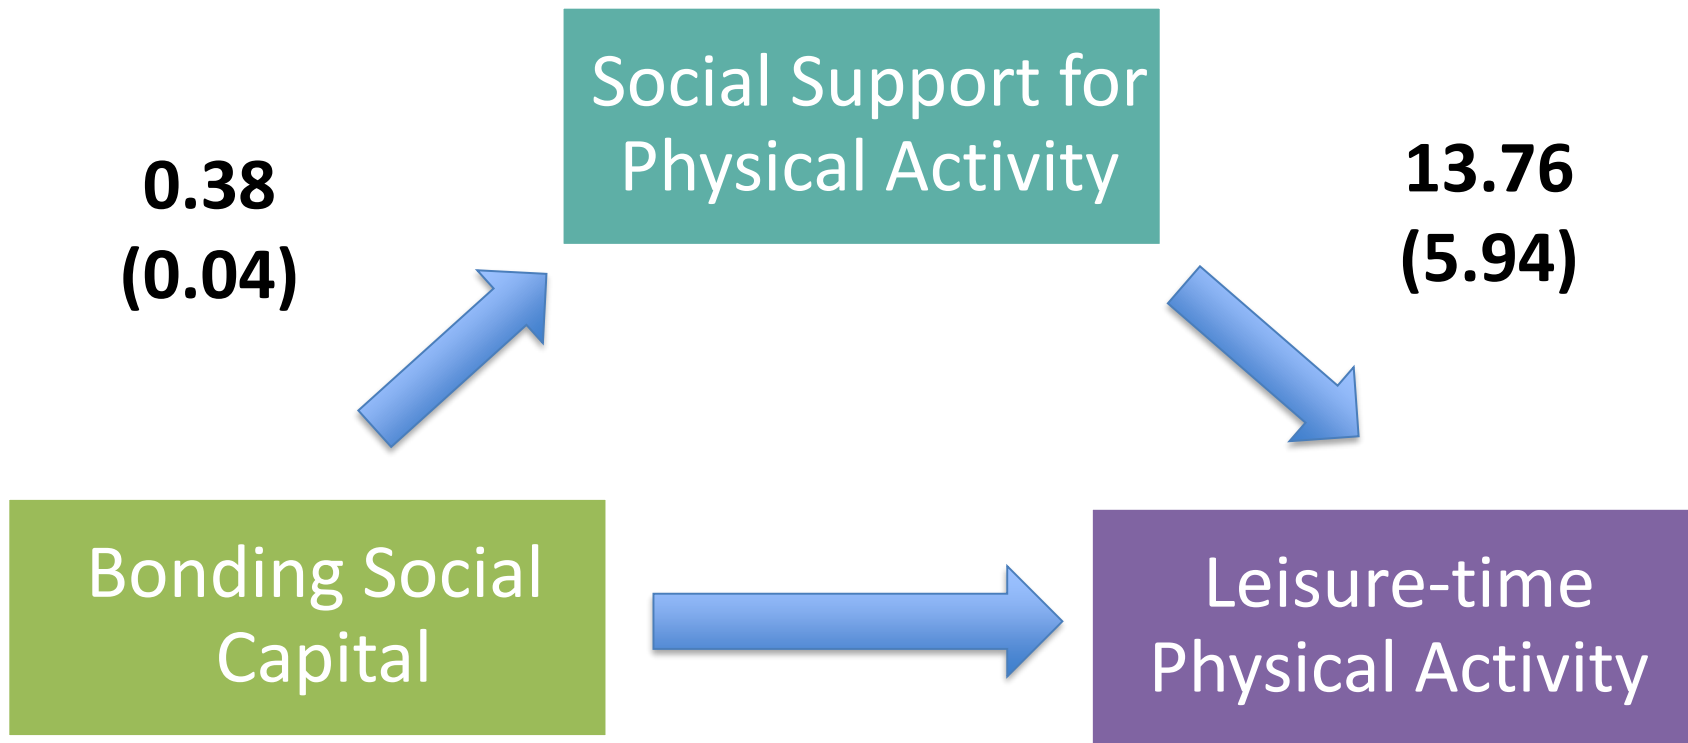 Social Support for
Physical Activity
0.38
(0.04)
13.76
(5.94)
Bonding Social
Capital
Leisure-time
Physical Activity